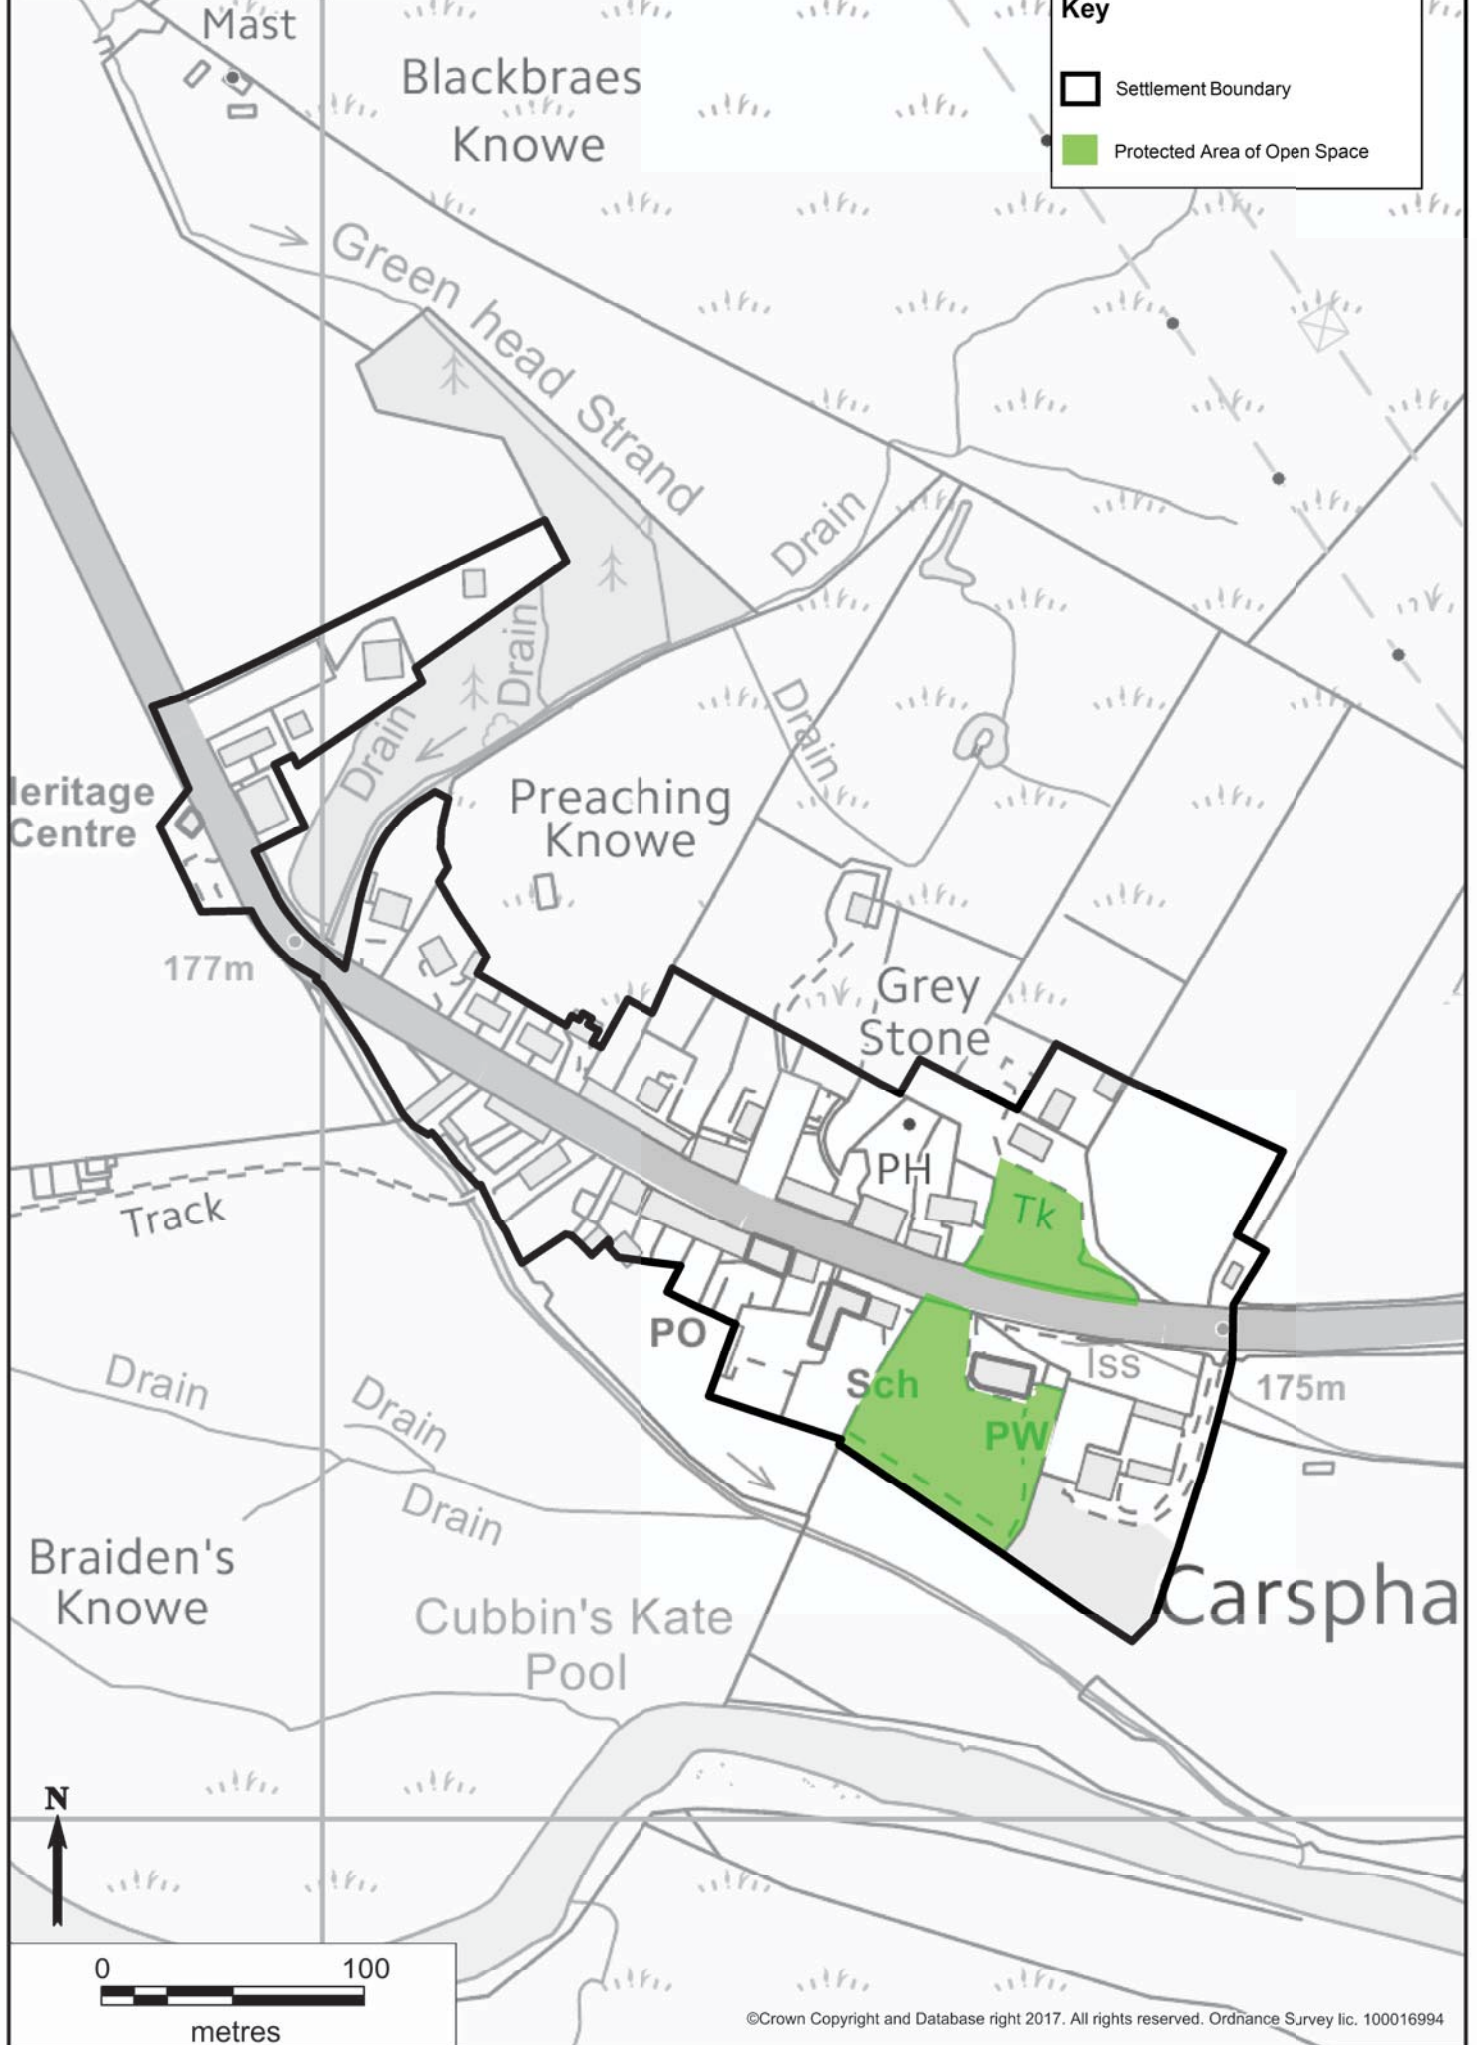 Key
Settlement Boundary
Protected Area of Open Space
Mast
Blackbraes
Knowe
Green head Strand
Drain
Drain
Drain
Drain
eritage
Centre
Preaching
Knowe
177m
Grey
Stone
PH
Tk
Track
PO
Sch
PW
Iss
175m
Drain
Drain
Drain
Braiden's
Knowe
Carspha
Cubbin's Kate
Pool
N
0 100
metres
©Crown Copyright and Database right 2017. All rights reserved. Ordnance Survey lic. 100016994